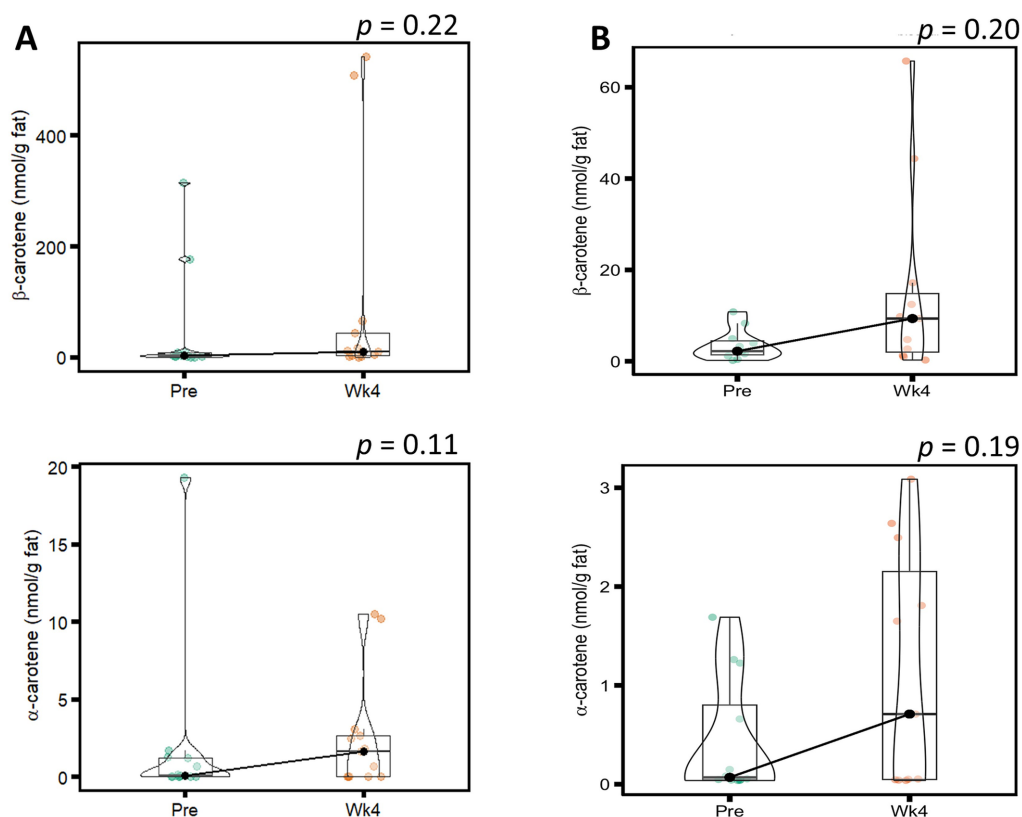 A
p = 0.22
β-carotene (nmol/g fat)
400
200
0
Pre
Wk4
B
p = 0.20
β-carotene (nmol/g fat)
60
40
20
0
Pre
Wk4
p = 0.11
α-carotene (nmol/g fat)
20
15
10
5
0
Pre
Wk4
p = 0.19
α-carotene (nmol/g fat)
3
2
1
0
Pre
Wk4